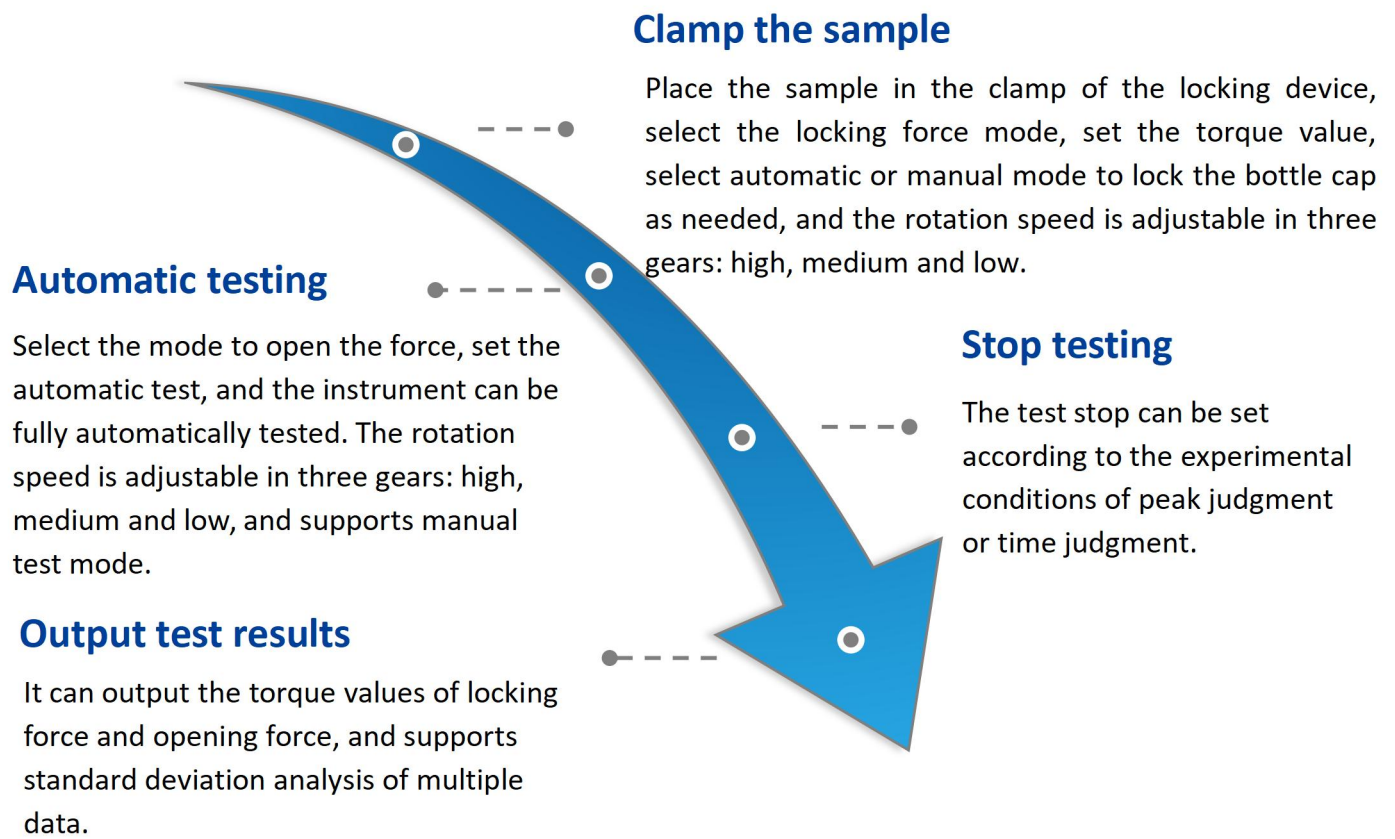 Clamp the sample
Place the sample in the clamp of the locking device,
select the locking force mode, set the torque value,
select automatic or manual mode to lock the bottle cap
as needed, and the rotation speed is adjustable in three
gears: high, medium and low.
Automatic testing
Select the mode to open the force, set the
automatic test, and the instrument can be
fully automatically tested. The rotation
speed is adjustable in three gears: high,
medium and low, and supports manual
test mode.
Stop testing
The test stop can be set
according to the experimental
conditions of peak judgment
or time judgment.
Output test results
It can output the torque values of locking
force and opening force, and supports
standard deviation analysis of multiple
data.